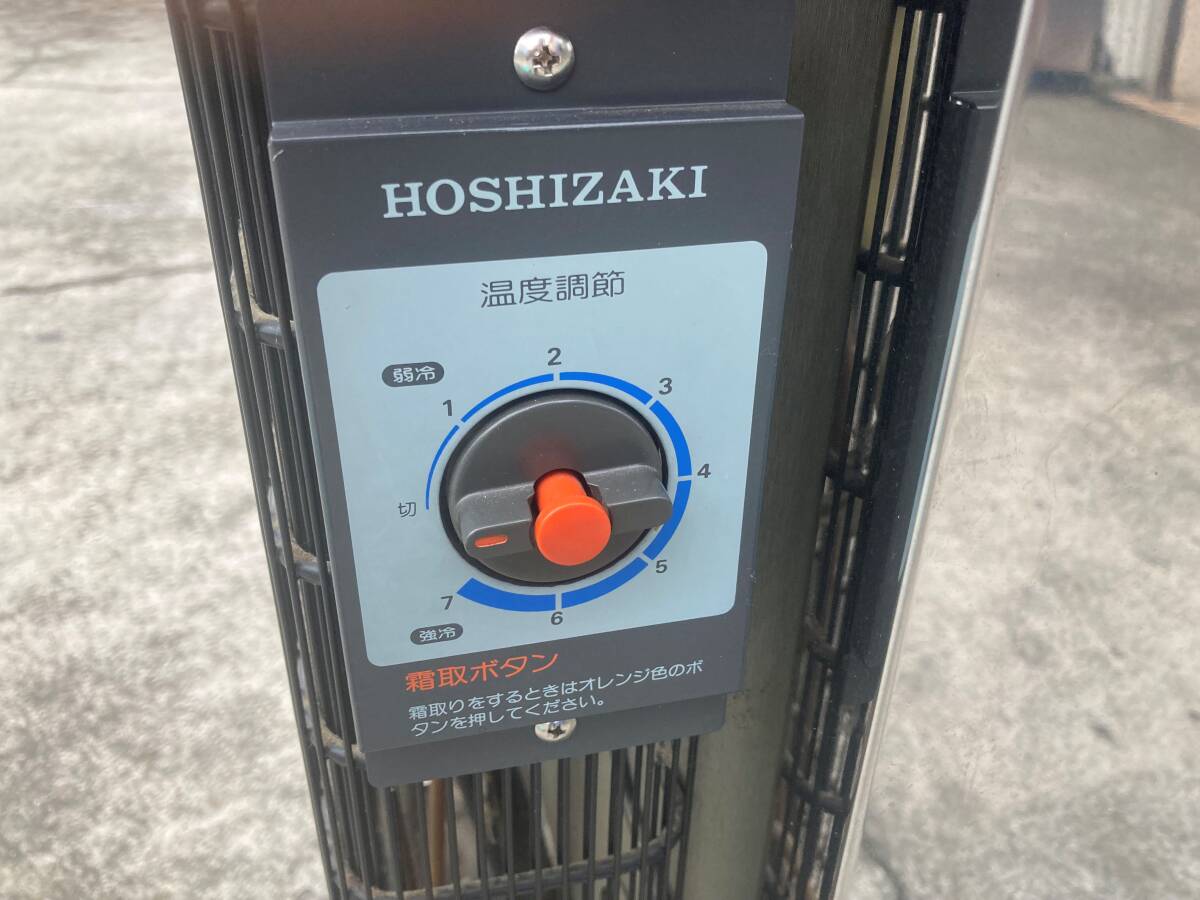 HOSHIZAKI
温度調節
弱冷
2
3
1
4
切
5
7
6
強冷
霜取ボタン
霜取りをするときはオレンジ色のボ
タンを押してください。